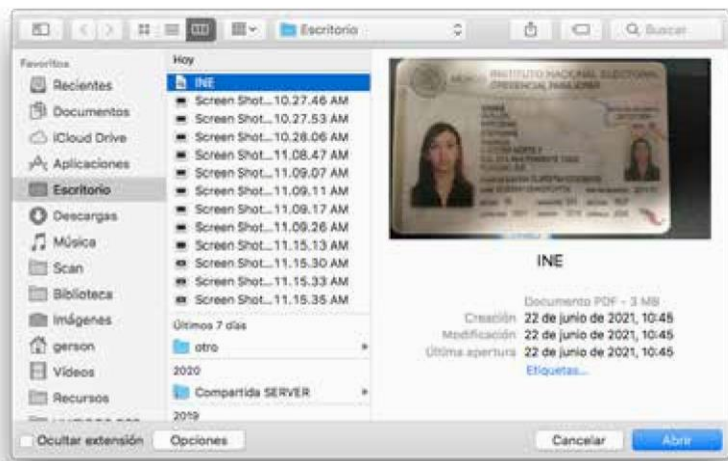 Escritorio
Buscar
Favoritos
Recientes
Documentos
iCloud Drive
Aplicaciones
Escritorio
Descargas
Música
Scan
Biblioteca
Imágenes
gerson
Vídeos
Recursos
Hoy
INE
Screen Shot...10.27.46 AM
Screen Shot...10.27.53 AM
Screen Shot...10.28.06 AM
Screen Shot...11.08.47 AM
Screen Shot...11.09.07 AM
Screen Shot...11.09.11 AM
Screen Shot...11.09.17 AM
Screen Shot...11.09.26 AM
Screen Shot...11.15.13 AM
Screen Shot...11.15.30 AM
Screen Shot...11.15.33 AM
Screen Shot...11.15.35 AM
Últimos 7 días
otro
2020
Compartida SERVER
2019
MÉXICO INSTITUTO NACIONAL ELECTORAL
CREDENCIAL PARA VOTAR
INE
Documento PDF - 3 MB
Creación 22 de junio de 2021, 10:45
Modificación 22 de junio de 2021, 10:45
Última apertura 22 de junio de 2021, 10:45
Etiquetas...
Ocultar extensión
Opciones
Cancelar
Abrir